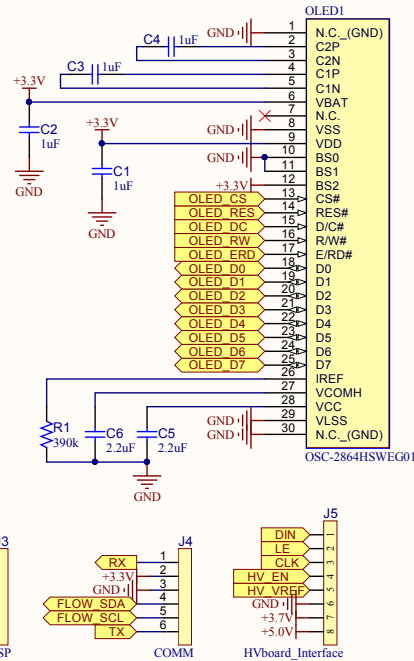 OLED1
GND 1 N.C._(GND)
C4 1uF 2 C2P
3 C2N
C3 1uF 4 C1P
5 C1N
+3.3V 6 VBAT
7 N.C.
C2 1uF
+3.3V
GND 8 VSS
9 VDD
GND 10 BS0
11 BS1
C1 1uF
+3.3V 12 BS2
GND
GND
OLED_CS 13 CS#
OLED_RES 14 RES#
OLED_DC 15 D/C#
OLED_RW 16 R/W#
OLED_ERD 17 E/RD#
OLED_D0 18 D0
OLED_D1 19 D1
OLED_D2 20 D2
OLED_D3 21 D3
OLED_D4 22 D4
OLED_D5 23 D5
OLED_D6 24 D6
OLED_D7 25 D7
26 IREF
27 VCOMH
28 VCC
GND 29 VLSS
GND 30 N.C._(GND)
OSC-2864HSWEG01
R1 390k
C6 2.2uF
C5 2.2uF
GND
J3
SP
J4
RX 1
+3.3V 2
GND 3
FLOW_SDA 4
FLOW_SCL 5
TX 6
COMM
J5
DIN 1
LE 2
CLK 3
HV_EN 4
HV_VREF 5
GND 6
+3.7V 7
+5.0V 8
HVboard_Interface